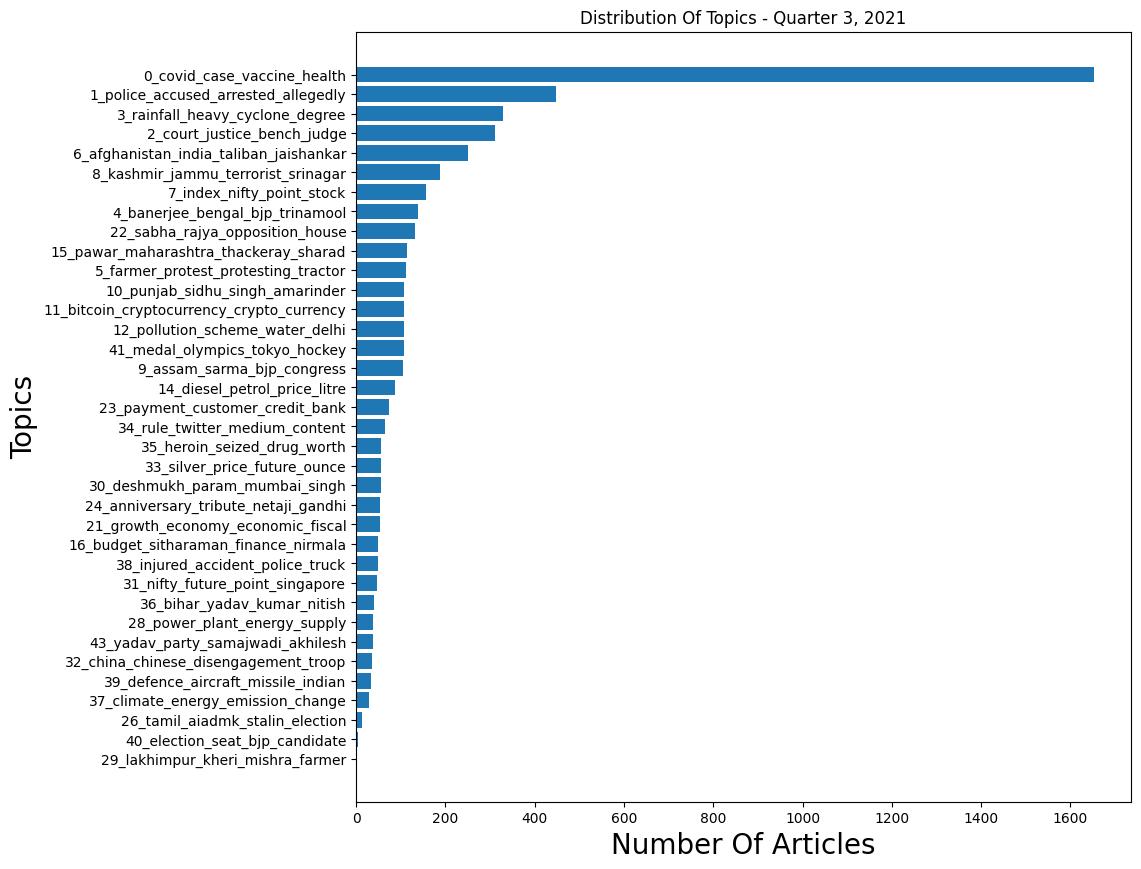 Distribution Of Topics - Quarter 3, 2021
0_covid_case_vaccine_health
1_police_accused_arrested_allegedly
3_rainfall_heavy_cyclone_degree
2_court_justice_bench_judge
6_afghanistan_india_taliban_jaishankar
8_kashmir_jammu_terrorist_srinagar
7_index_nifty_point_stock
4_banerjee_bengal_bjp_trinamool
22_sabha_rajya_opposition_house
15_pawar_maharashtra_thackeray_sharad
5_farmer_protest_protesting_tractor
10_punjab_sidhu_singh_amarinder
11_bitcoin_cryptocurrency_crypto_currency
12_pollution_scheme_water_delhi
41_medal_olympics_tokyo_hockey
9_assam_sarma_bjp_congress
14_diesel_petrol_price_litre
23_payment_customer_credit_bank
34_rule_twitter_medium_content
35_heroin_seized_drug_worth
33_silver_price_future_ounce
30_deshmukh_param_mumbai_singh
24_anniversary_tribute_netaji_gandhi
21_growth_economy_economic_fiscal
16_budget_sitharaman_finance_nirmala
38_injured_accident_police_truck
31_nifty_future_point_singapore
36_bihar_yadav_kumar_nitish
28_power_plant_energy_supply
43_yadav_party_samajwadi_akhilesh
32_china_chinese_disengagement_troop
39_defence_aircraft_missile_indian
37_climate_energy_emission_change
26_tamil_aiadmk_stalin_election
40_election_seat_bjp_candidate
29_lakhimpur_kheri_mishra_farmer
Topics
0 200 400 600 800 1000 1200 1400 1600
Number Of Articles